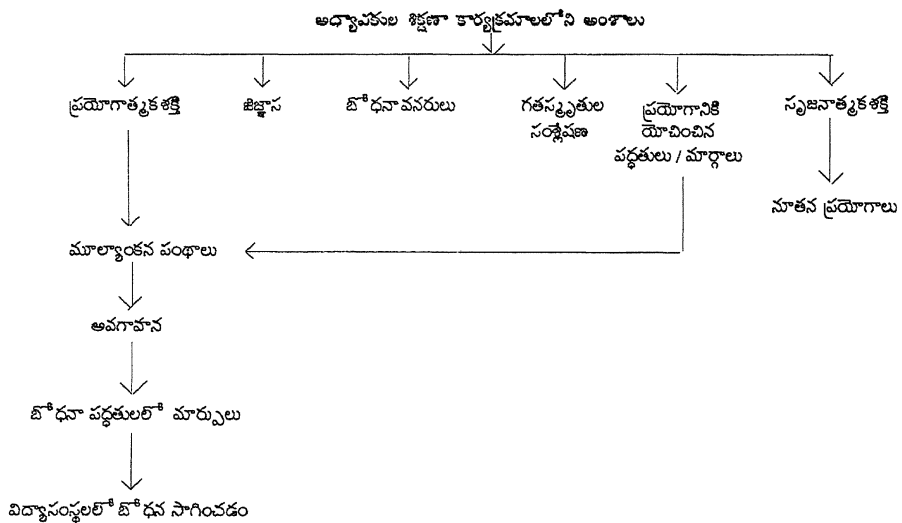 అధ్యాపకుల శిక్షణా కార్యక్రమాలలోని అంశాలు
ప్రయోగాత్మకశక్తి
జిజ్ఞాస
బోధనావనరులు
గతస్మృతుల
సంశ్లేషణ
ప్రయోగానికి
యోచించిన
పద్ధతులు / మార్గాలు
సృజనాత్మకశక్తి
నూతన ప్రయోగాలు
మూల్యాంకన పంథాలు
అవగాహన
బోధనా పద్ధతులలో మార్పులు
విద్యాసంస్థలలో బోధన సాగించడం